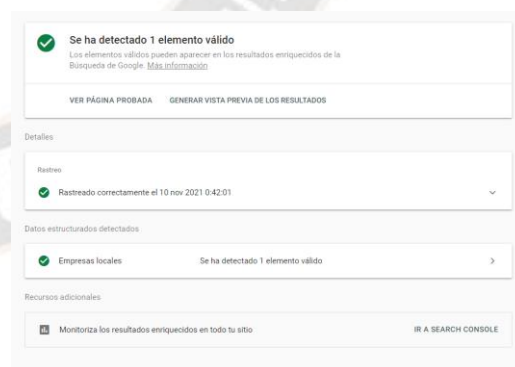 Se ha detectado 1 elemento válido
Los elementos válidos pueden aparecer en los resultados enriquecidos de la
Búsqueda de Google. Más información
VER PÁGINA PROBADA GENERAR VISTA PREVIA DE LOS RESULTADOS
Detalles
Rastreo
Rastreado correctamente el 10 nov 2021 0:42:01
Datos estructurados detectados
Empresas locales Se ha detectado 1 elemento válido
Recursos adicionales
Monitoriza los resultados enriquecidos en todo tu sitio IR A SEARCH CONSOLE